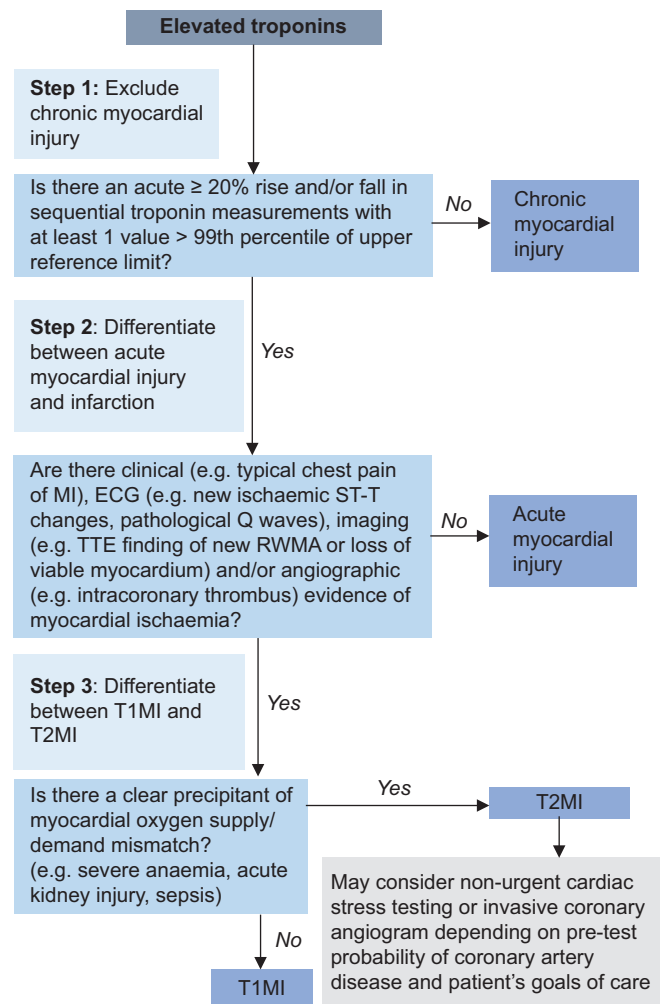 Elevated troponins
Step 1: Exclude
chronic myocardial
injury
Is there an acute ≥ 20% rise and/or fall in
sequential troponin measurements with
at least 1 value > 99th percentile of upper
reference limit?
No
Chronic
myocardial
injury
Step 2: Differentiate
between acute
myocardial injury
and infarction
Yes
Are there clinical (e.g. typical chest pain
of MI), ECG (e.g. new ischaemic ST-T
changes, pathological Q waves), imaging
(e.g. TTE finding of new RWMA or loss of
viable myocardium) and/or angiographic
(e.g. intracoronary thrombus) evidence of
myocardial ischaemia?
No
Acute
myocardial
injury
Step 3: Differentiate
between T1MI and
T2MI
Yes
Is there a clear precipitant of
myocardial oxygen supply/
demand mismatch?
(e.g. severe anaemia, acute
kidney injury, sepsis)
Yes
T2MI
May consider non-urgent cardiac
stress testing or invasive coronary
angiogram depending on pre-test
probability of coronary artery
disease and patient’s goals of care
No
T1MI